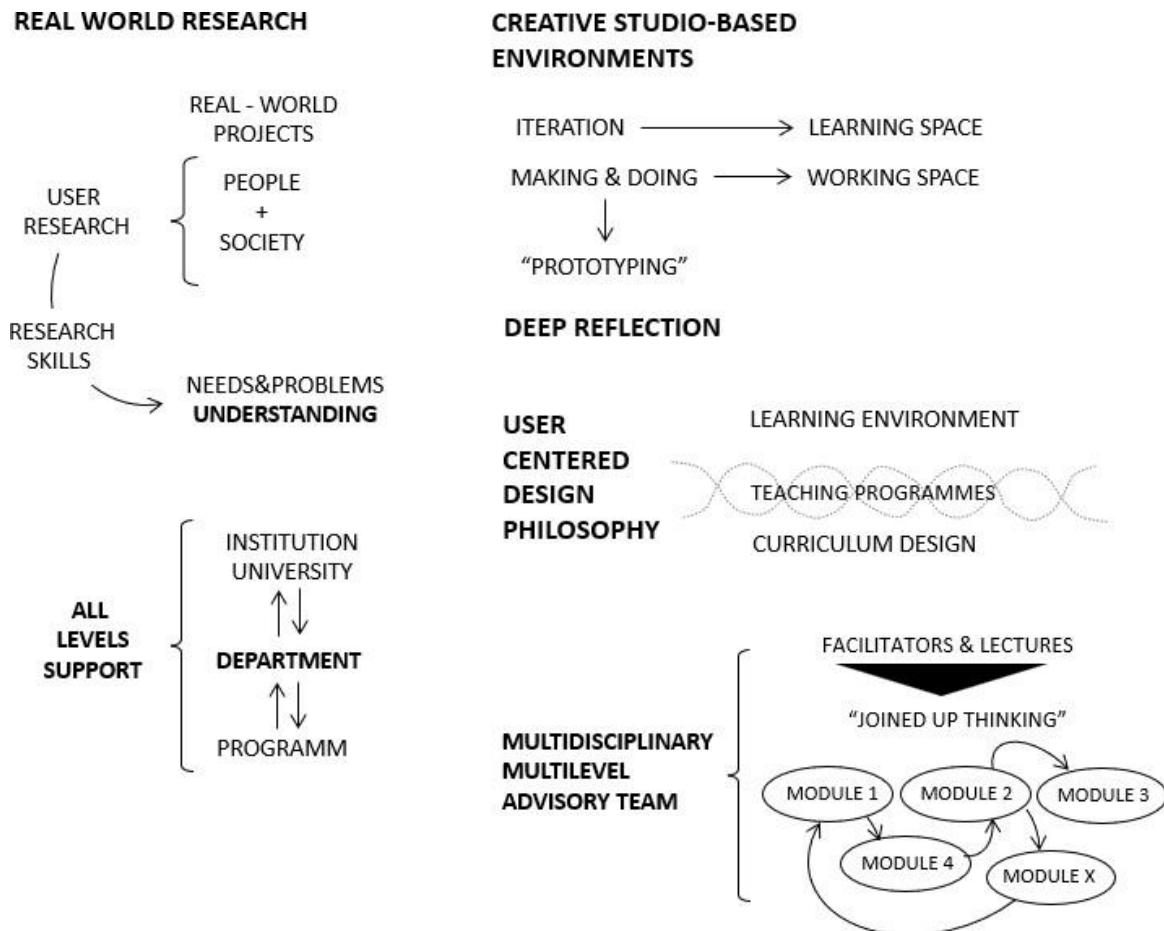 REAL WORLD RESEARCH
REAL - WORLD
PROJECTS
USER
RESEARCH
PEOPLE
+
SOCIETY
RESEARCH
SKILLS
NEEDS&PROBLEMS
UNDERSTANDING
ALL
LEVELS
SUPPORT
INSTITUTION
UNIVERSITY
DEPARTMENT
PROGRAMM
CREATIVE STUDIO-BASED
ENVIRONMENTS
ITERATION
LEARNING SPACE
MAKING & DOING
WORKING SPACE
“PROTOTYPING”
DEEP REFLECTION
USER
CENTERED
DESIGN
PHILOSOPHY
LEARNING ENVIRONMENT
TEACHING PROGRAMMES
CURRICULUM DESIGN
MULTIDISCIPLINARY
MULTILEVEL
ADVISORY TEAM
FACILITATORS & LECTURES
“JOINED UP THINKING”
MODULE 1
MODULE 2
MODULE 3
MODULE 4
MODULE X